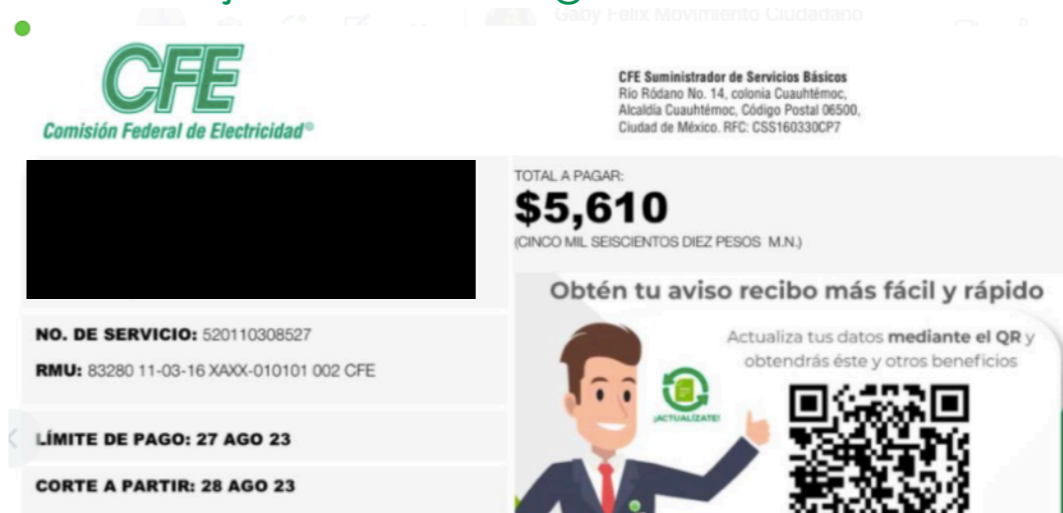 Gaby Felix Movimiento Ciudadano
CFE
Comisión Federal de Electricidad®
CFE Suministrador de Servicios Básicos
Río Ródano No. 14, colonia Cuauhtémoc,
Alcaldía Cuauhtémoc, Código Postal 06500,
Ciudad de México. RFC: CSS160330CP7
TOTAL A PAGAR:
$5,610
(CINCO MIL SEISCIENTOS DIEZ PESOS M.N.)
NO. DE SERVICIO: 520110308527
RMU: 83280 11-03-16 XAXX-010101 002 CFE
LÍMITE DE PAGO: 27 AGO 23
CORTE A PARTIR: 28 AGO 23
Obtén tu aviso recibo más fácil y rápido
Actualiza tus datos mediante el QR y
obtendrás éste y otros beneficios
¡ACTUALÍZATE!